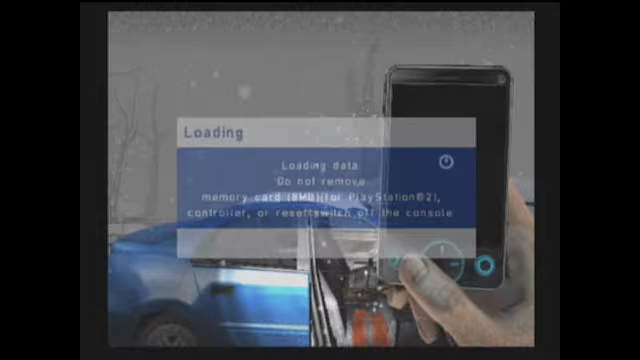 Loading
Loading data
Do not remove
memory card (8MB)(for PlayStation®2),
controller, or reset/switch off the console